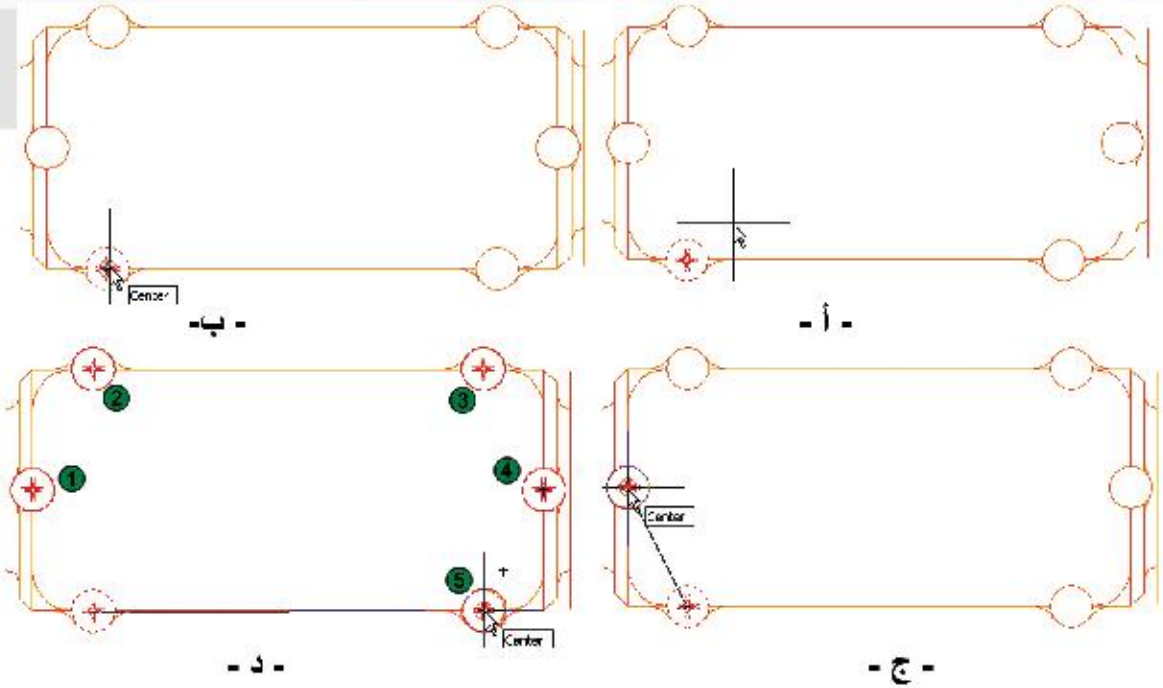 - أ -
Center
- ب -
Center
- ج -
2
3
1
4
5
Center
- د -